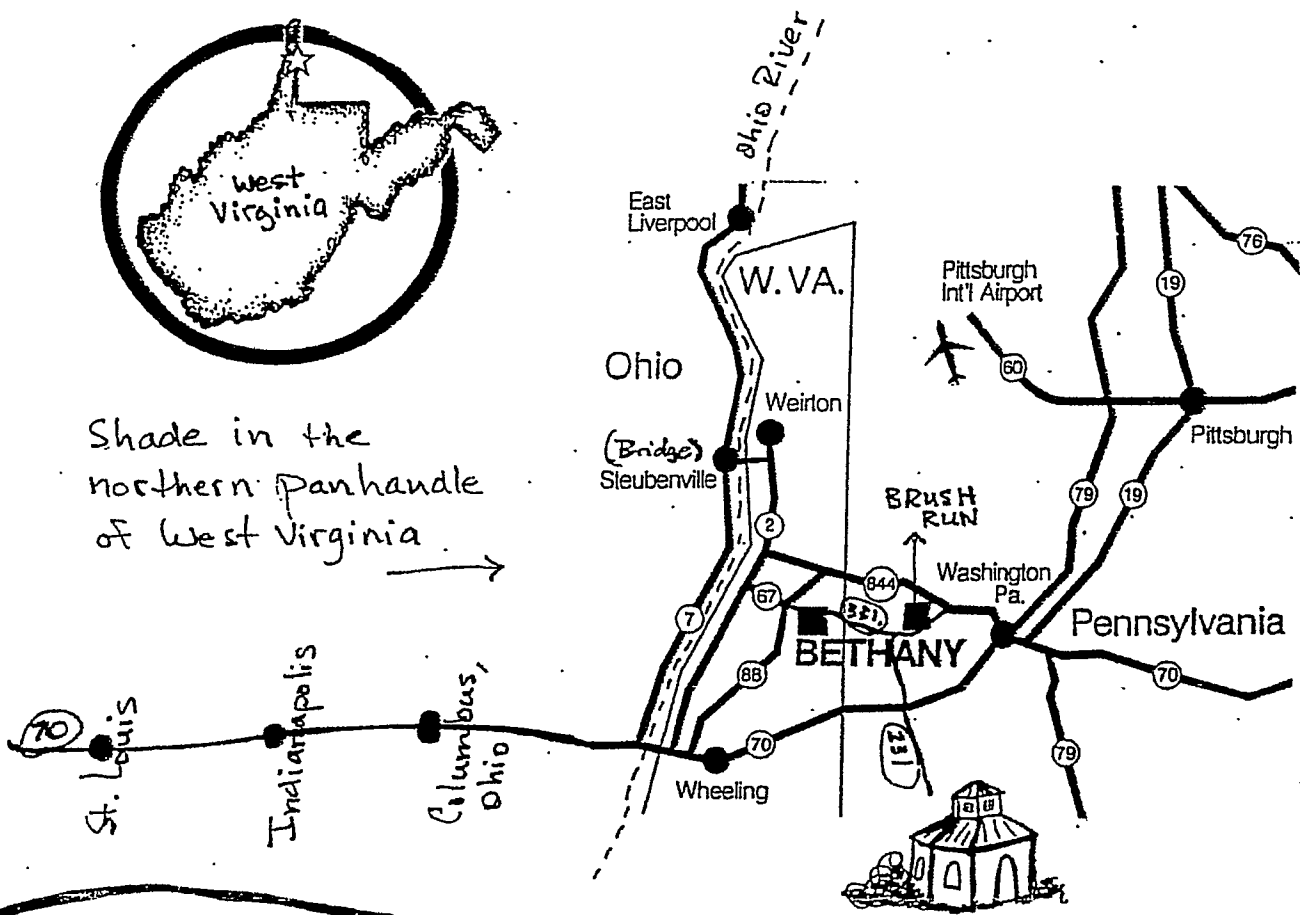 West
Virginia
Shade in the
northern panhandle
of West Virginia
Ohio River
East
Liverpool
W. VA.
Pittsburgh
Int'l Airport
76
19
60
Ohio
Weirton
(Bridge)
Steubenville
Pittsburgh
79
19
BRUSH
RUN
2
844
Washington
Pa.
67
331
7
BETHANY
Pennsylvania
88
70
70
St. Louis
Indianapolis
Columbus,
Ohio
70
231
79
Wheeling